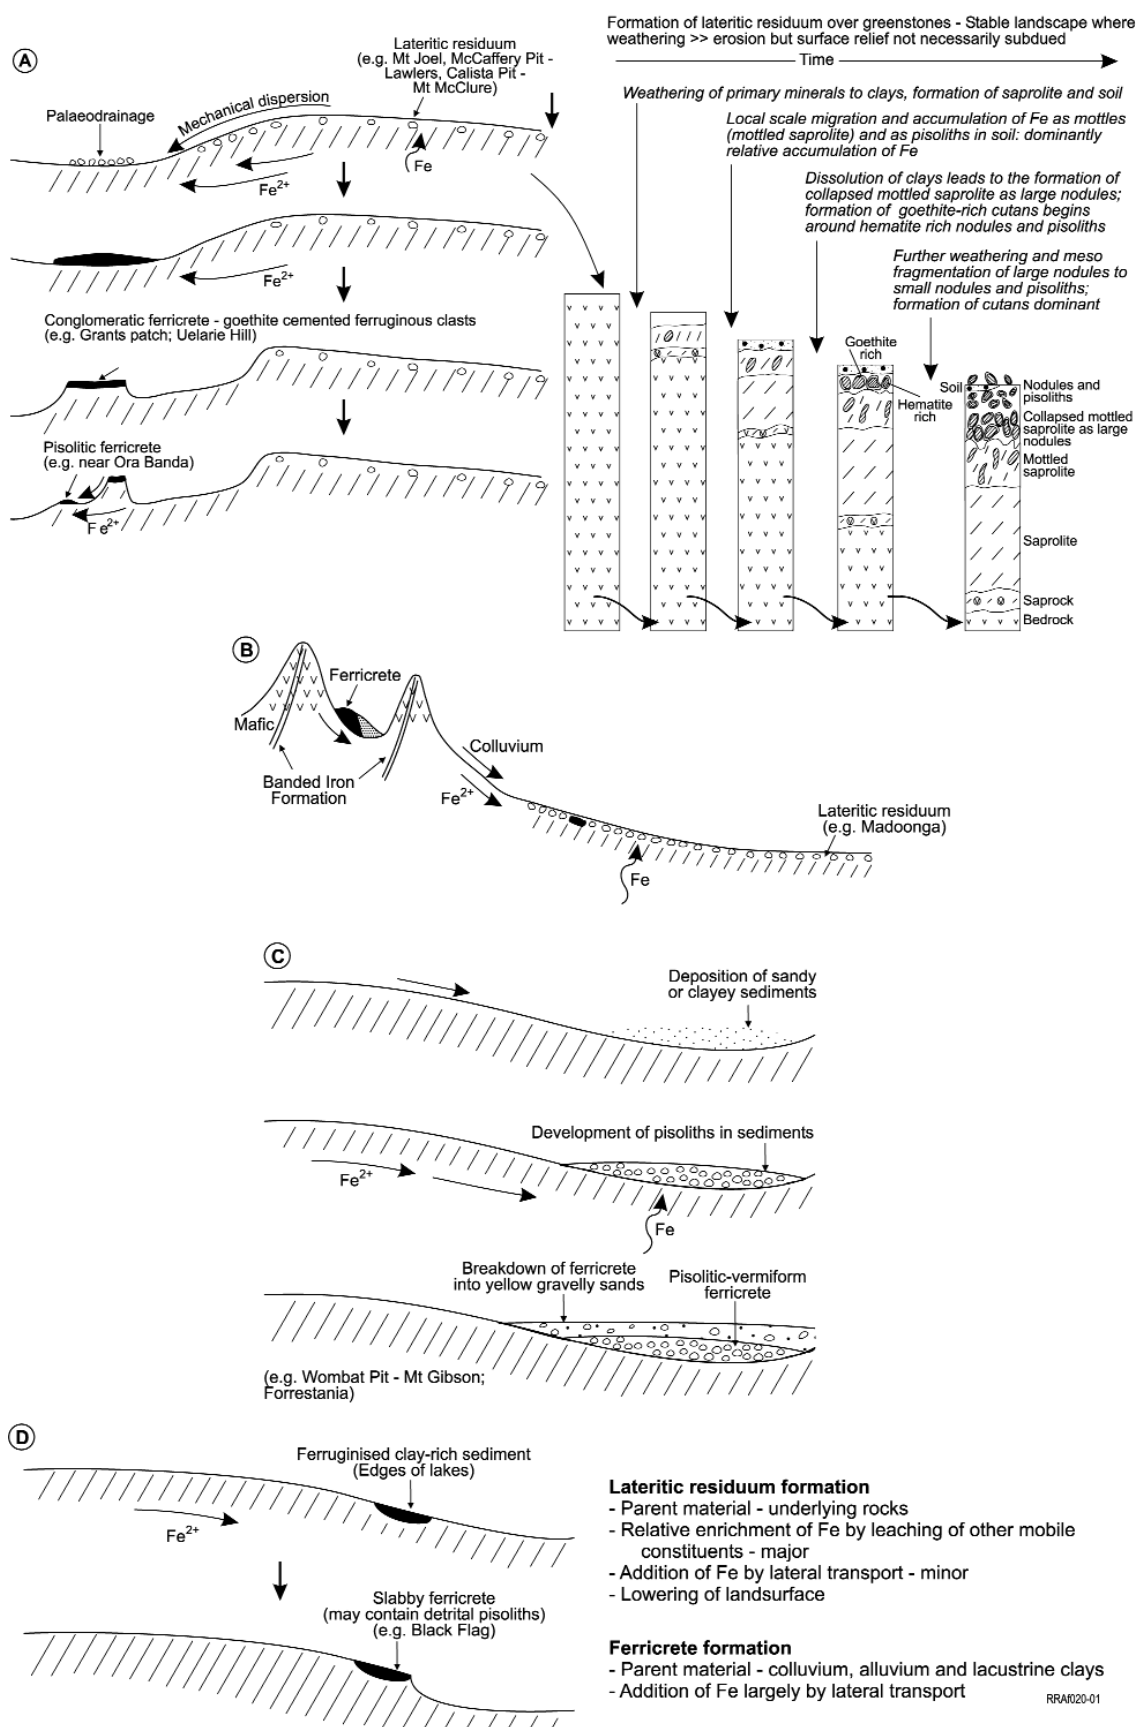 Formation of lateritic residuum over greenstones - Stable landscape where
weathering >> erosion but surface relief not necessarily subdued
Time
A
Lateritic residuum
(e.g. Mt Joel, McCaffery Pit -
Lawlers, Calista Pit -
Mt McClure)
Palaeodrainage
Mechanical dispersion
Fe
Fe2+
Fe2+
Conglomeratic ferricrete - goethite cemented ferruginous clasts
(e.g. Grants patch; Uelarie Hill)
Pisolitic ferricrete
(e.g. near Ora Banda)
Fe2+
Weathering of primary minerals to clays, formation of saprolite and soil
Local scale migration and accumulation of Fe as mottles
(mottled saprolite) and as pisoliths in soil: dominantly
relative accumulation of Fe
Dissolution of clays leads to the formation of
collapsed mottled saprolite as large nodules;
formation of goethite-rich cutans begins
around hematite rich nodules and pisoliths
Further weathering and meso
fragmentation of large nodules to
small nodules and pisoliths;
formation of cutans dominant
Goethite
rich
Soil
Hematite
rich
Nodules and
pisoliths
Collapsed mottled
saprolite as large
nodules
Mottled
saprolite
Saprolite
Saprock
Bedrock
B
Ferricrete
Mafic
Banded Iron
Formation
Colluvium
Fe2+
Lateritic residuum
(e.g. Madoonga)
Fe
C
Deposition of sandy
or clayey sediments
Development of pisoliths in sediments
Fe2+
Fe
Breakdown of ferricrete
into yellow gravelly sands
Pisolitic-vermiform
ferricrete
(e.g. Wombat Pit - Mt Gibson;
Forrestania)
D
Ferruginised clay-rich sediment
(Edges of lakes)
Fe2+
Slabby ferricrete
(may contain detrital pisoliths)
(e.g. Black Flag)
Lateritic residuum formation
- Parent material - underlying rocks
- Relative enrichment of Fe by leaching of other mobile
constituents - major
- Addition of Fe by lateral transport - minor
- Lowering of landsurface
Ferricrete formation
- Parent material - colluvium, alluvium and lacustrine clays
- Addition of Fe largely by lateral transport
RRAf020-01